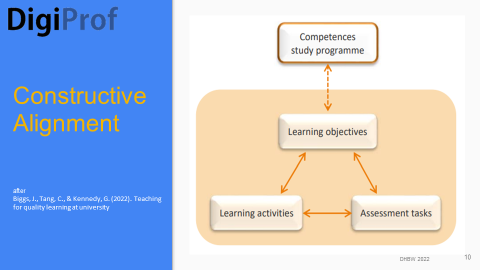 DigiProf
Constructive
Alignment
after
Biggs, J., Tang, C., & Kennedy, G. (2022). Teaching
for quality learning at university
Competences
study programme
Learning objectives
Learning activities
Assessment tasks
DHBW 2022
10